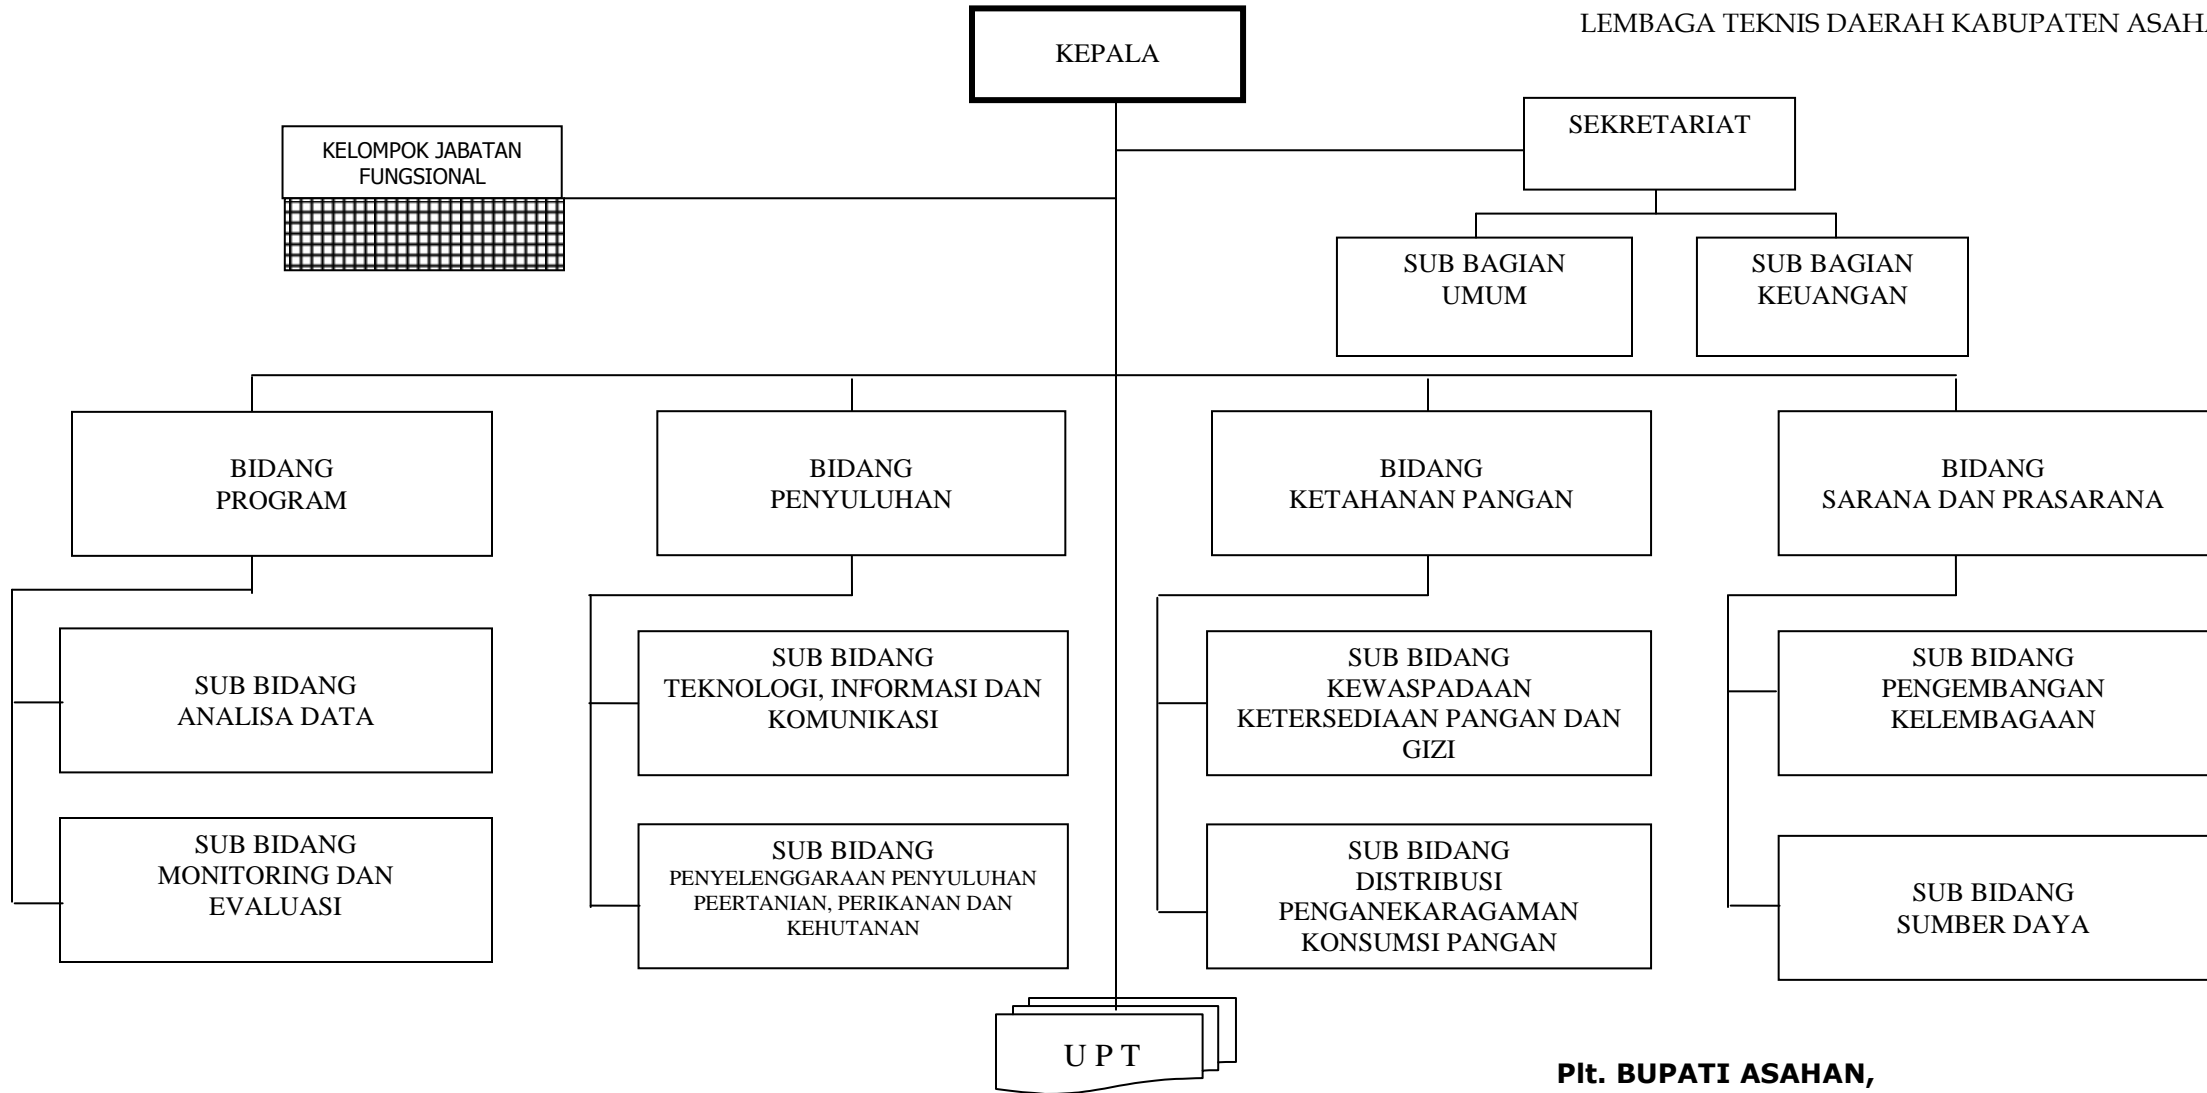 LEMBAGA TEKNIS DAERAH KABUPATEN ASAHA
KEPALA
SEKRETARIAT
KELOMPOK JABATAN
FUNGSIONAL
SUB BAGIAN
UMUM
SUB BAGIAN
KEUANGAN
BIDANG
PROGRAM
BIDANG
PENYULUHAN
BIDANG
KETAHANAN PANGAN
BIDANG
SARANA DAN PRASARANA
SUB BIDANG
ANALISA DATA
SUB BIDANG
TEKNOLOGI, INFORMASI DAN
KOMUNIKASI
SUB BIDANG
KEWASPADAAN
KETERSEDIAAN PANGAN DAN
GIZI
SUB BIDANG
PENGEMBANGAN
KELEMBAGAAN
SUB BIDANG
MONITORING DAN
EVALUASI
SUB BIDANG
PENYELENGGARAAN PENYULUHAN
PEERTANIAN, PERIKANAN DAN
KEHUTANAN
SUB BIDANG
DISTRIBUSI
PENGANEKARAGAMAN
KONSUMSI PANGAN
SUB BIDANG
SUMBER DAYA
U P T
Plt. BUPATI ASAHAN,